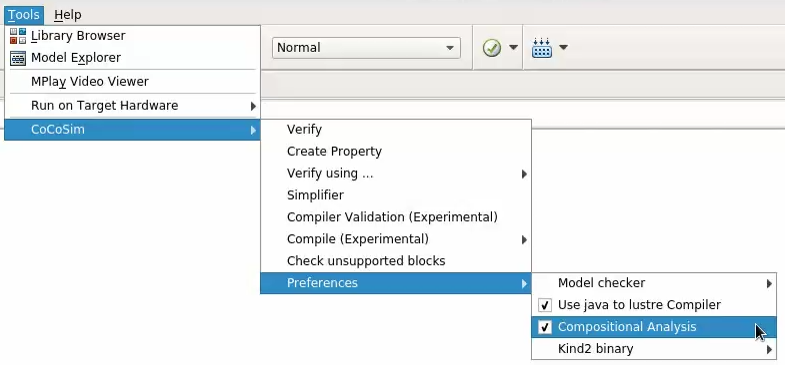 Tools Help
Library Browser
Model Explorer
Normal
MPlay Video Viewer
Run on Target Hardware
CoCoSim
Verify
Create Property
Verify using ...
Simplifier
Compiler Validation (Experimental)
Compile (Experimental)
Check unsupported blocks
Preferences
Model checker
Use java to lustre Compiler
Compositional Analysis
Kind2 binary